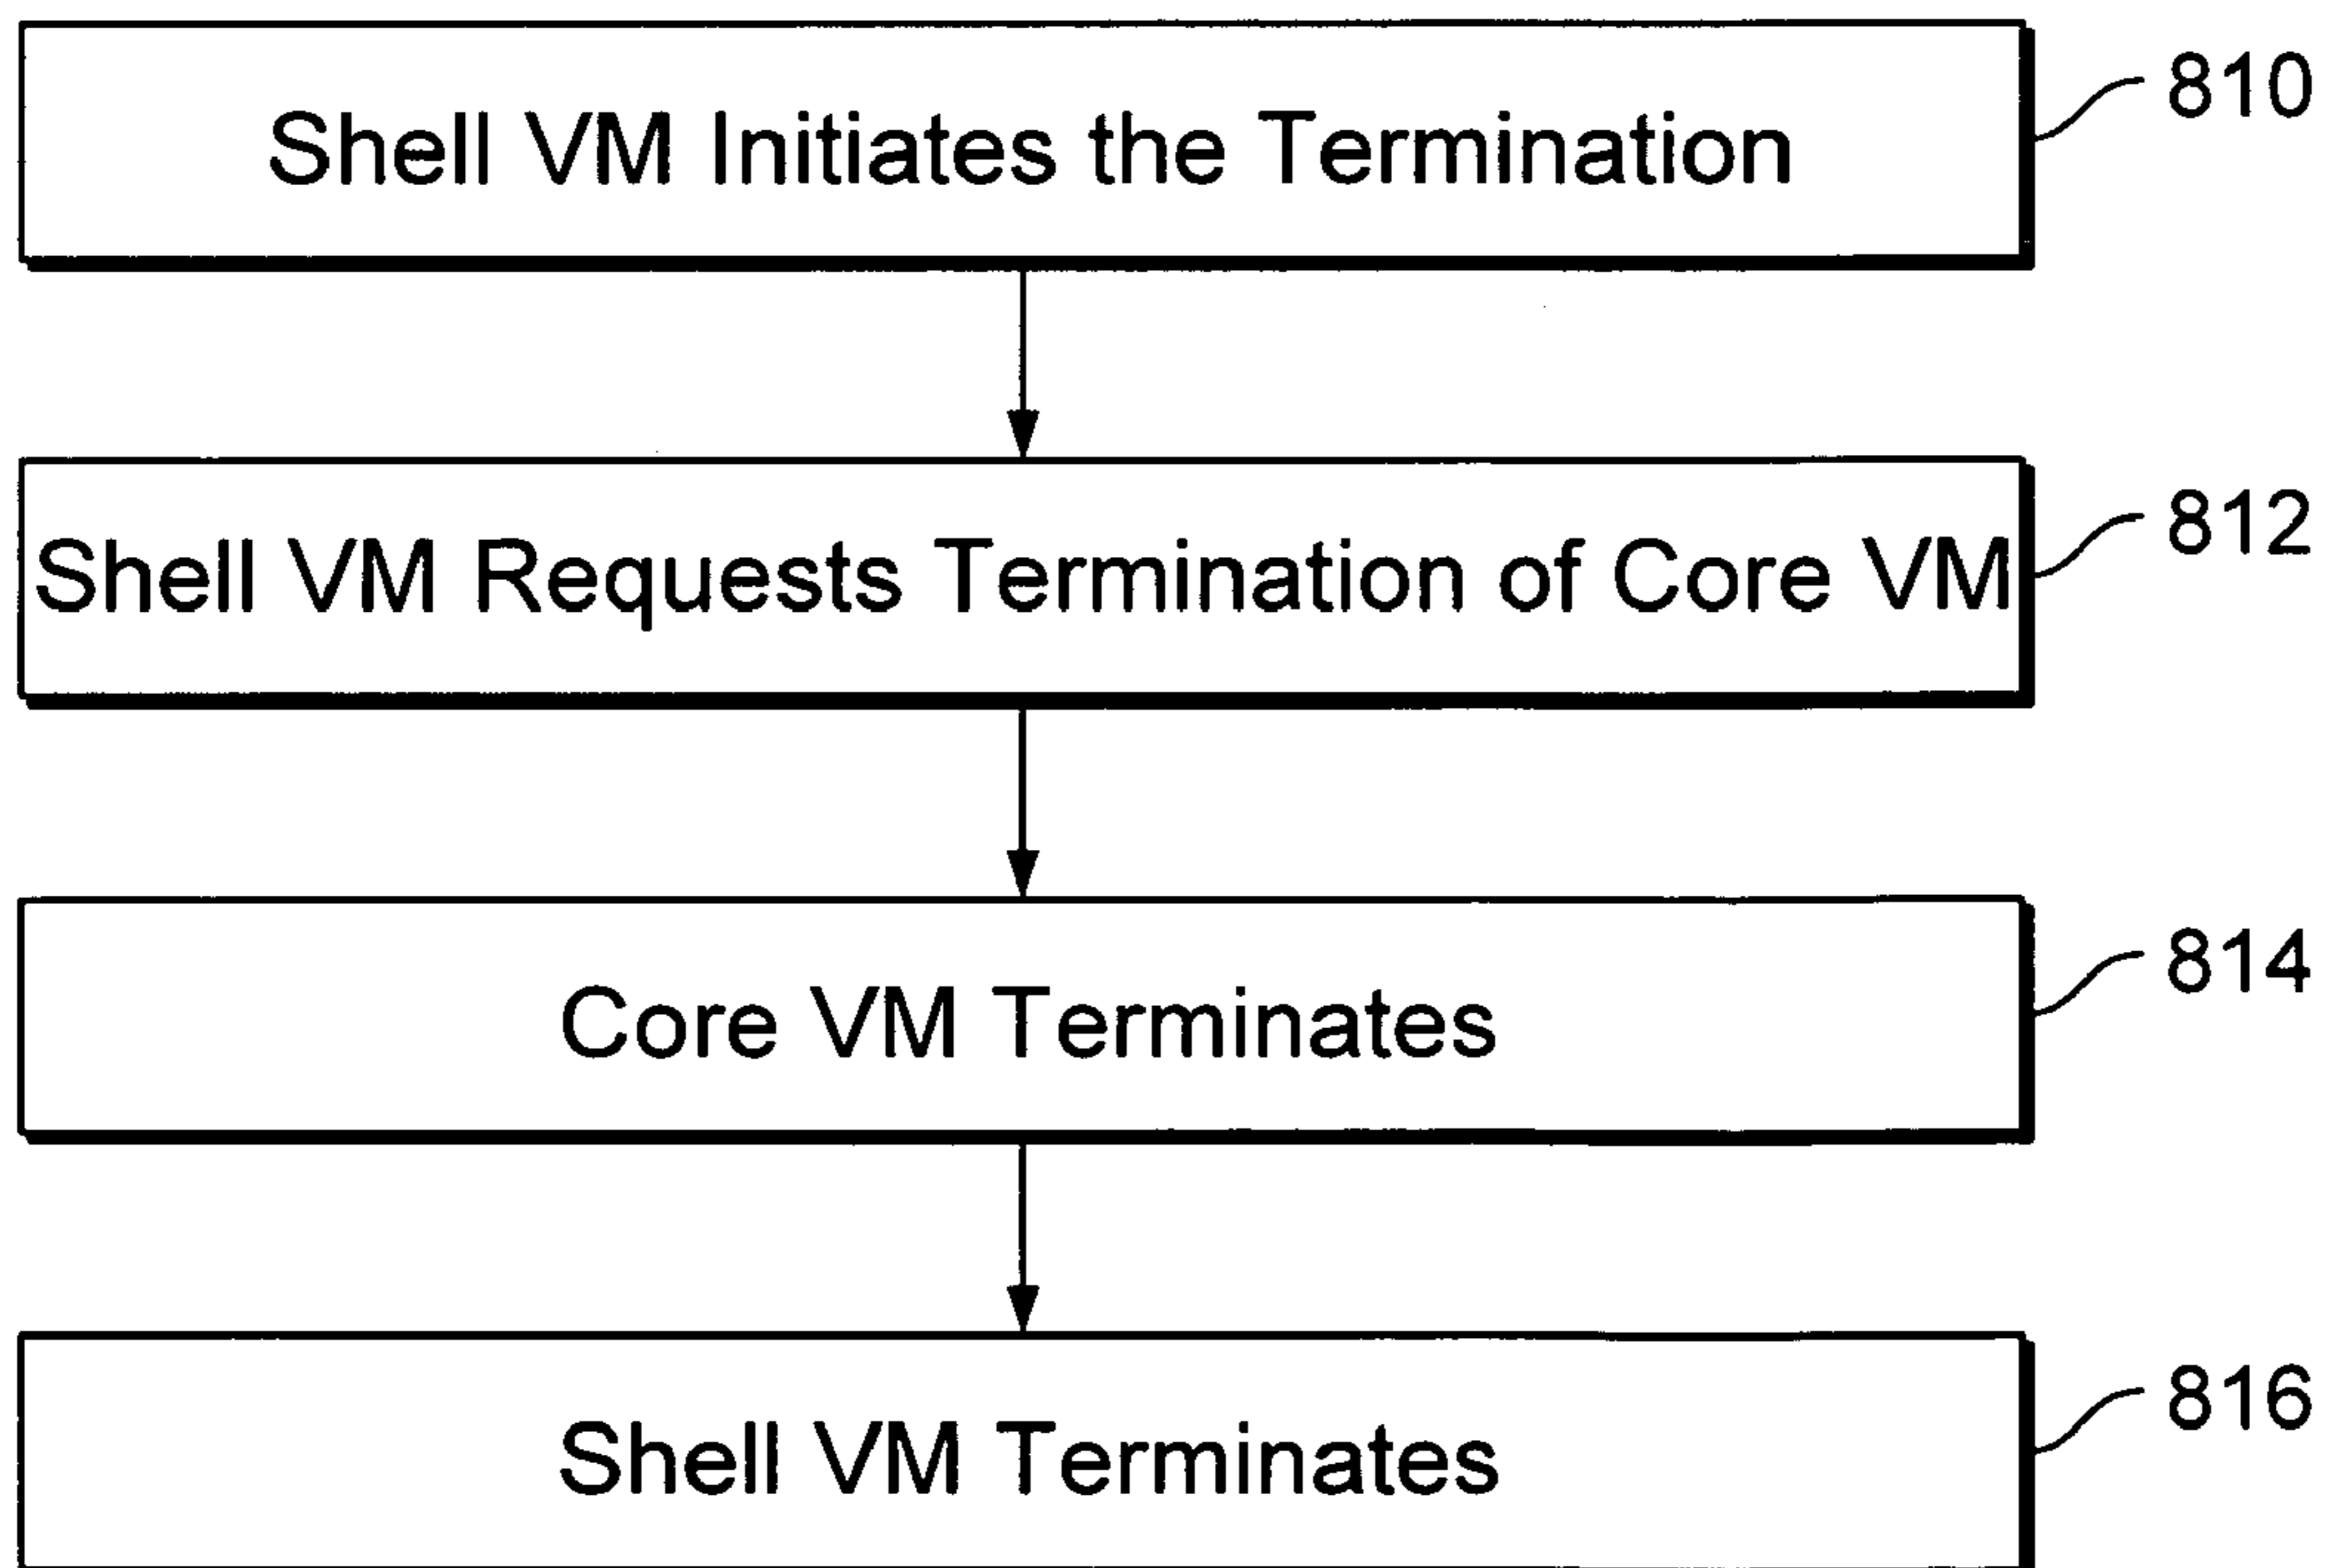 Shell VM Initiates the Termination
810
Shell VM Requests Termination of Core VM
812
Core VM Terminates
814
Shell VM Terminates
816